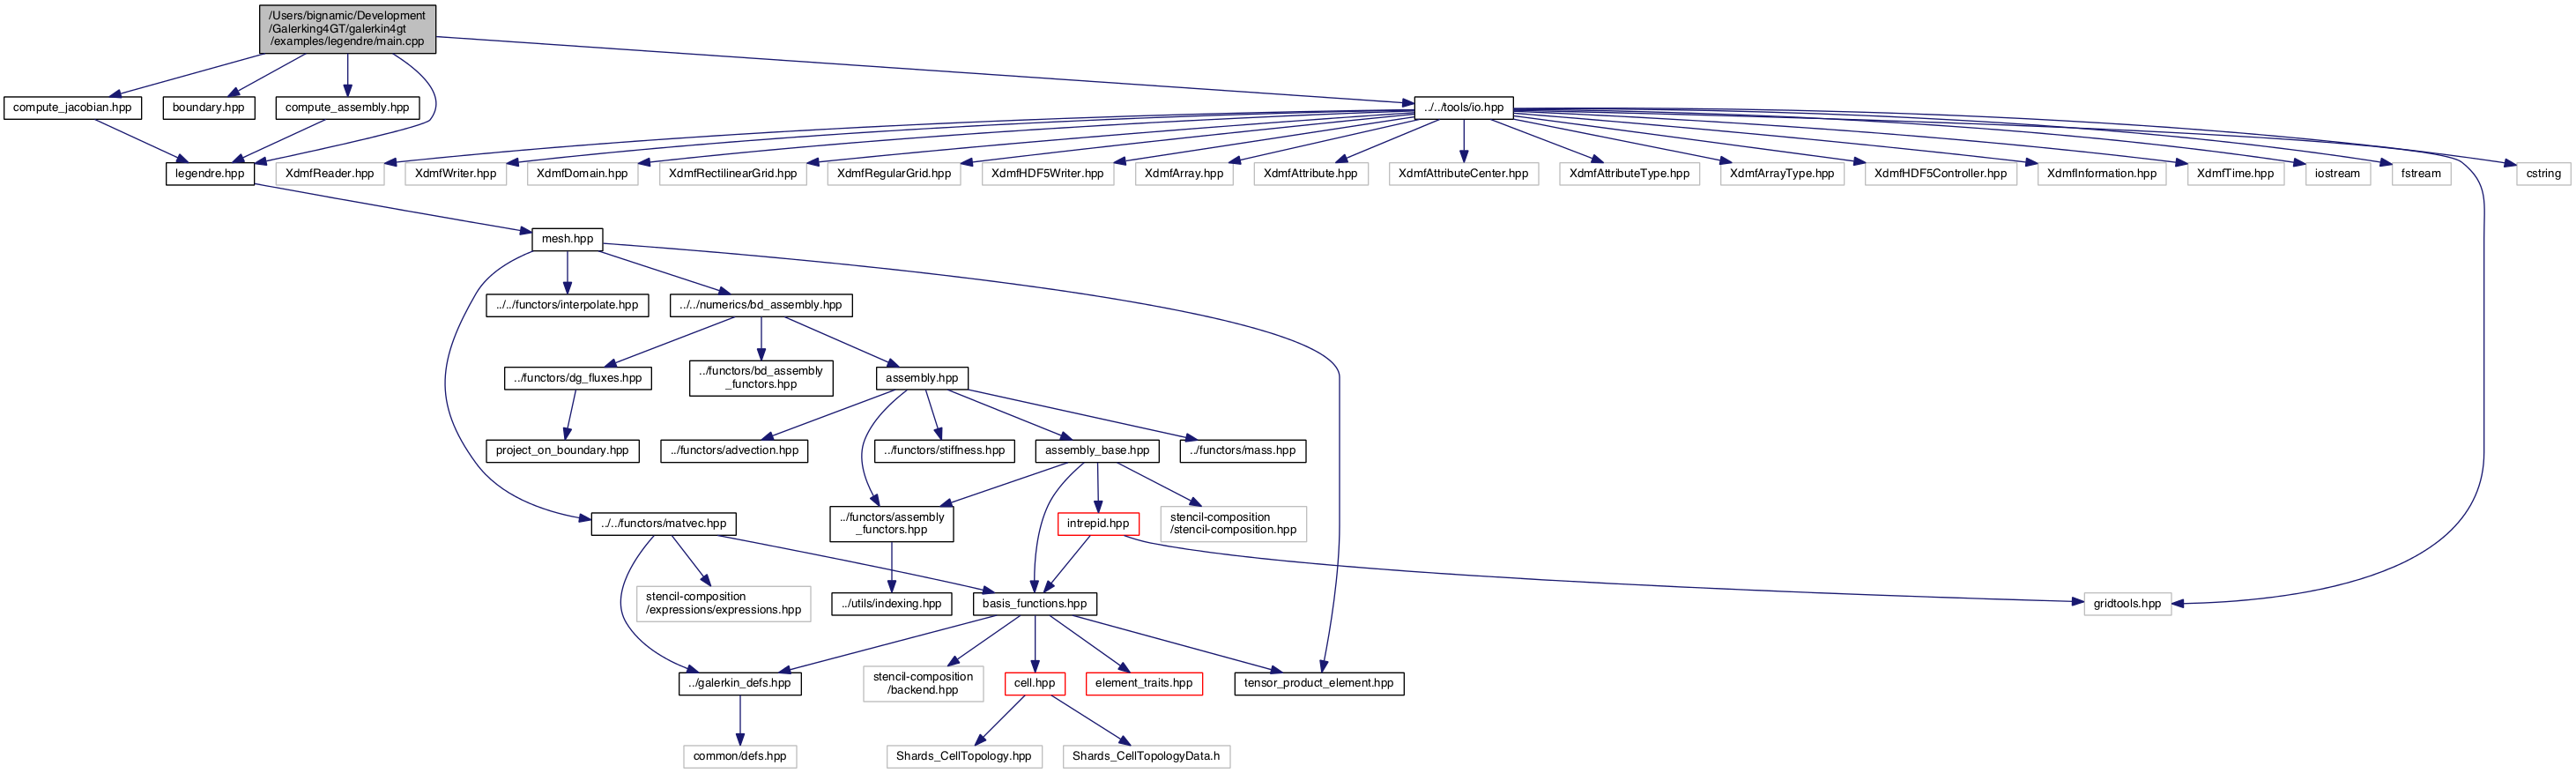 /Users/bignamic/Development
/Galerking4GT/galerkin4gt
/examples/legendre/main.cpp
compute_jacobian.hpp
boundary.hpp
compute_assembly.hpp
../../tools/io.hpp
legendre.hpp
XdmfReader.hpp
XdmfWriter.hpp
XdmfDomain.hpp
XdmfRectilinearGrid.hpp
XdmfRegularGrid.hpp
XdmfHDF5Writer.hpp
XdmfArray.hpp
XdmfAttribute.hpp
XdmfAttributeCenter.hpp
XdmfAttributeType.hpp
XdmfArrayType.hpp
XdmfHDF5Controller.hpp
XdmfInformation.hpp
XdmfTime.hpp
iostream
fstream
cstring
mesh.hpp
../../functors/interpolate.hpp
../../numerics/bd_assembly.hpp
../functors/dg_fluxes.hpp
../functors/bd_assembly
_functors.hpp
assembly.hpp
project_on_boundary.hpp
../functors/advection.hpp
../functors/stiffness.hpp
assembly_base.hpp
../functors/mass.hpp
../../functors/matvec.hpp
../functors/assembly
_functors.hpp
intrepid.hpp
stencil-composition
/stencil-composition.hpp
stencil-composition
/expressions/expressions.hpp
../utils/indexing.hpp
basis_functions.hpp
gridtools.hpp
../galerkin_defs.hpp
stencil-composition
/backend.hpp
cell.hpp
element_traits.hpp
tensor_product_element.hpp
common/defs.hpp
Shards_CellTopology.hpp
Shards_CellTopologyData.h